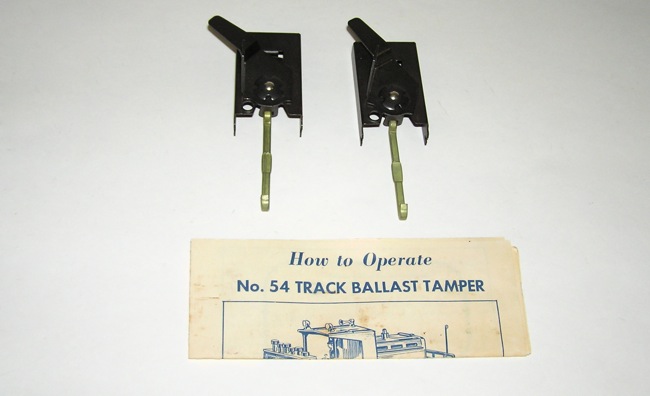 How to Operate
No. 54 TRACK BALLAST TAMPER